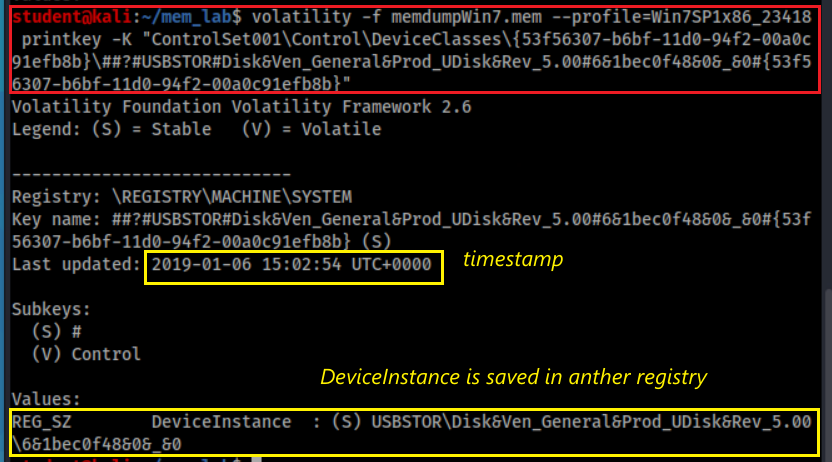 student@kali:~/mem_lab$ volatility -f memdumpWin7.mem --profile=Win7SP1x86_23418
printkey -K "ControlSet001\Control\DeviceClasses\{53f56307-b6bf-11d0-94f2-00a0c
91efb8b}\##?#USBSTOR#Disk&Ven_General&Prod_UDisk&Rev_5.00#6&1bec0f48&0&_&0#{53f5
6307-b6bf-11d0-94f2-00a0c91efb8b}"
Volatility Foundation Volatility Framework 2.6
Legend: (S) = Stable   (V) = Volatile
----------------------------
Registry: \REGISTRY\MACHINE\SYSTEM
Key name: ##?#USBSTOR#Disk&Ven_General&Prod_UDisk&Rev_5.00#6&1bec0f48&0&_&0#{53f
56307-b6bf-11d0-94f2-00a0c91efb8b} (S)
Last updated: 2019-01-06 15:02:54 UTC+0000
timestamp
Subkeys:
(S) #
(V) Control
DeviceInstance is saved in anther registry
Values:
REG_SZ        DeviceInstance  : (S) USBSTOR\Disk&Ven_General&Prod_UDisk&Rev_5.00
\6&1bec0f48&0&_&0